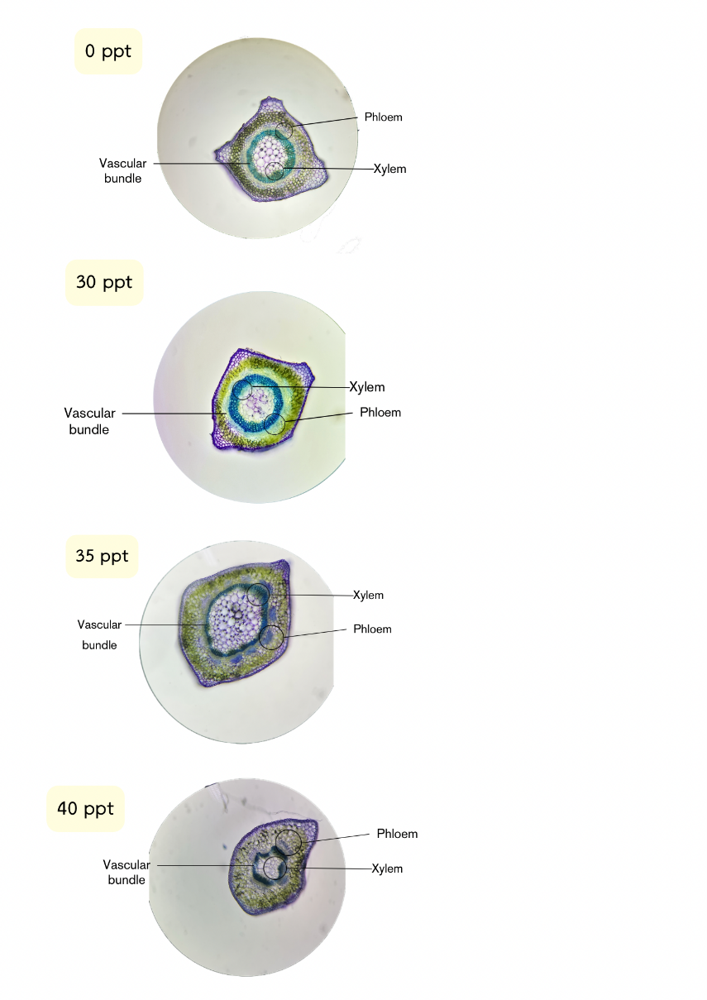 0 ppt
Phloem
Vascular
bundle
Xylem
30 ppt
Xylem
Vascular
bundle
Phloem
35 ppt
Xylem
Vascular
bundle
Phloem
40 ppt
Phloem
Vascular
bundle
Xylem